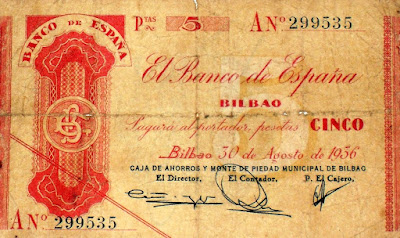 BANCO DE ESPAÑA
PTAS 5 A Nº 299535
El Banco de España
BILBAO
Pagará al portador, pesetas CINCO
Bilbao 30 de Agosto de 1936
CAJA DE AHORROS Y MONTE DE PIEDAD MUNICIPAL DE BILBAO
El Director, El Contador, P. El Cajero,
A Nº 299535